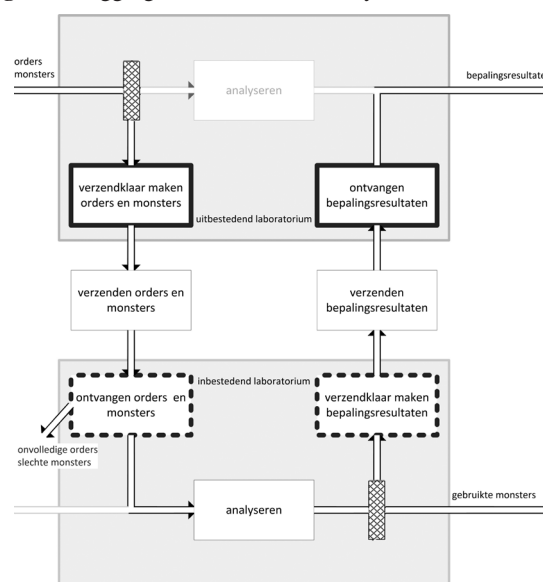 orders
monsters
analyseren
verzendklaar maken
orders en monsters
uitbestedend laboratorium
ontvangen
bepalingsresultaten
verzenden orders en
monsters
verzenden
bepalingsresultaten
inbestedend laboratorium
ontvangen orders en
monsters
verzendklaar maken
bepalingsresultaten
onvolledige orders
slechte monsters
analyseren
gebruikte monsters